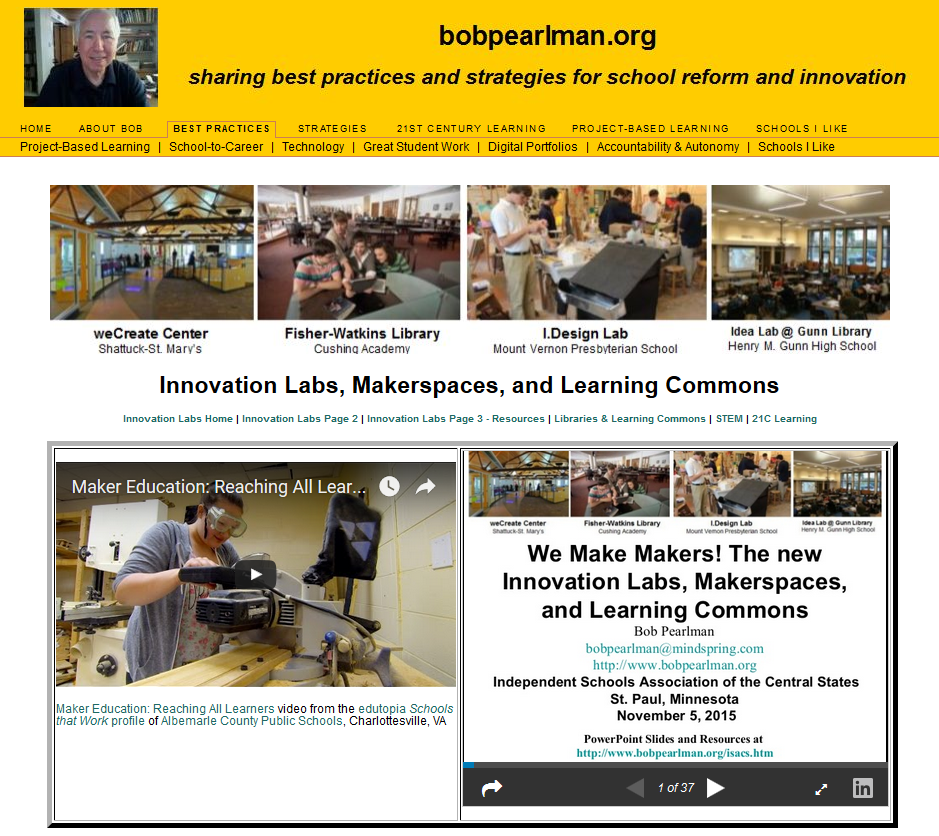 bobpearlman.org
sharing best practices and strategies for school reform and innovation
HOME ABOUT BOB BEST PRACTICES STRATEGIES 21ST CENTURY LEARNING PROJECT-BASED LEARNING SCHOOLS I LIKE
Project-Based Learning | School-to-Career | Technology | Great Student Work | Digital Portfolios | Accountability & Autonomy | Schools I Like
weCreate Center
Shattuck-St. Mary's
Fisher-Watkins Library
Cushing Academy
I.Design Lab
Mount Vernon Presbyterian School
Idea Lab @ Gunn Library
Henry M. Gunn High School
Innovation Labs, Makerspaces, and Learning Commons
Innovation Labs Home | Innovation Labs Page 2 | Innovation Labs Page 3 - Resources | Libraries & Learning Commons | STEM | 21C Learning
Maker Education: Reaching All Lear...
Maker Education: Reaching All Learners video from the edutopia Schools
that Work profile of Albemarle County Public Schools, Charlottesville, VA
weCreate Center
Shattuck-St. Mary's
Fisher-Watkins Library
Cushing Academy
I.Design Lab
Mount Vernon Presbyterian School
Idea Lab @ Gunn Library
Henry M. Gunn High School
We Make Makers! The new
Innovation Labs, Makerspaces,
and Learning Commons
Bob Pearlman
bobpearlman@mindspring.com
http://www.bobpearlman.org
Independent Schools Association of the Central States
St. Paul, Minnesota
November 5, 2015
PowerPoint Slides and Resources at
http://www.bobpearlman.org/isacs.htm
1 of 37
in